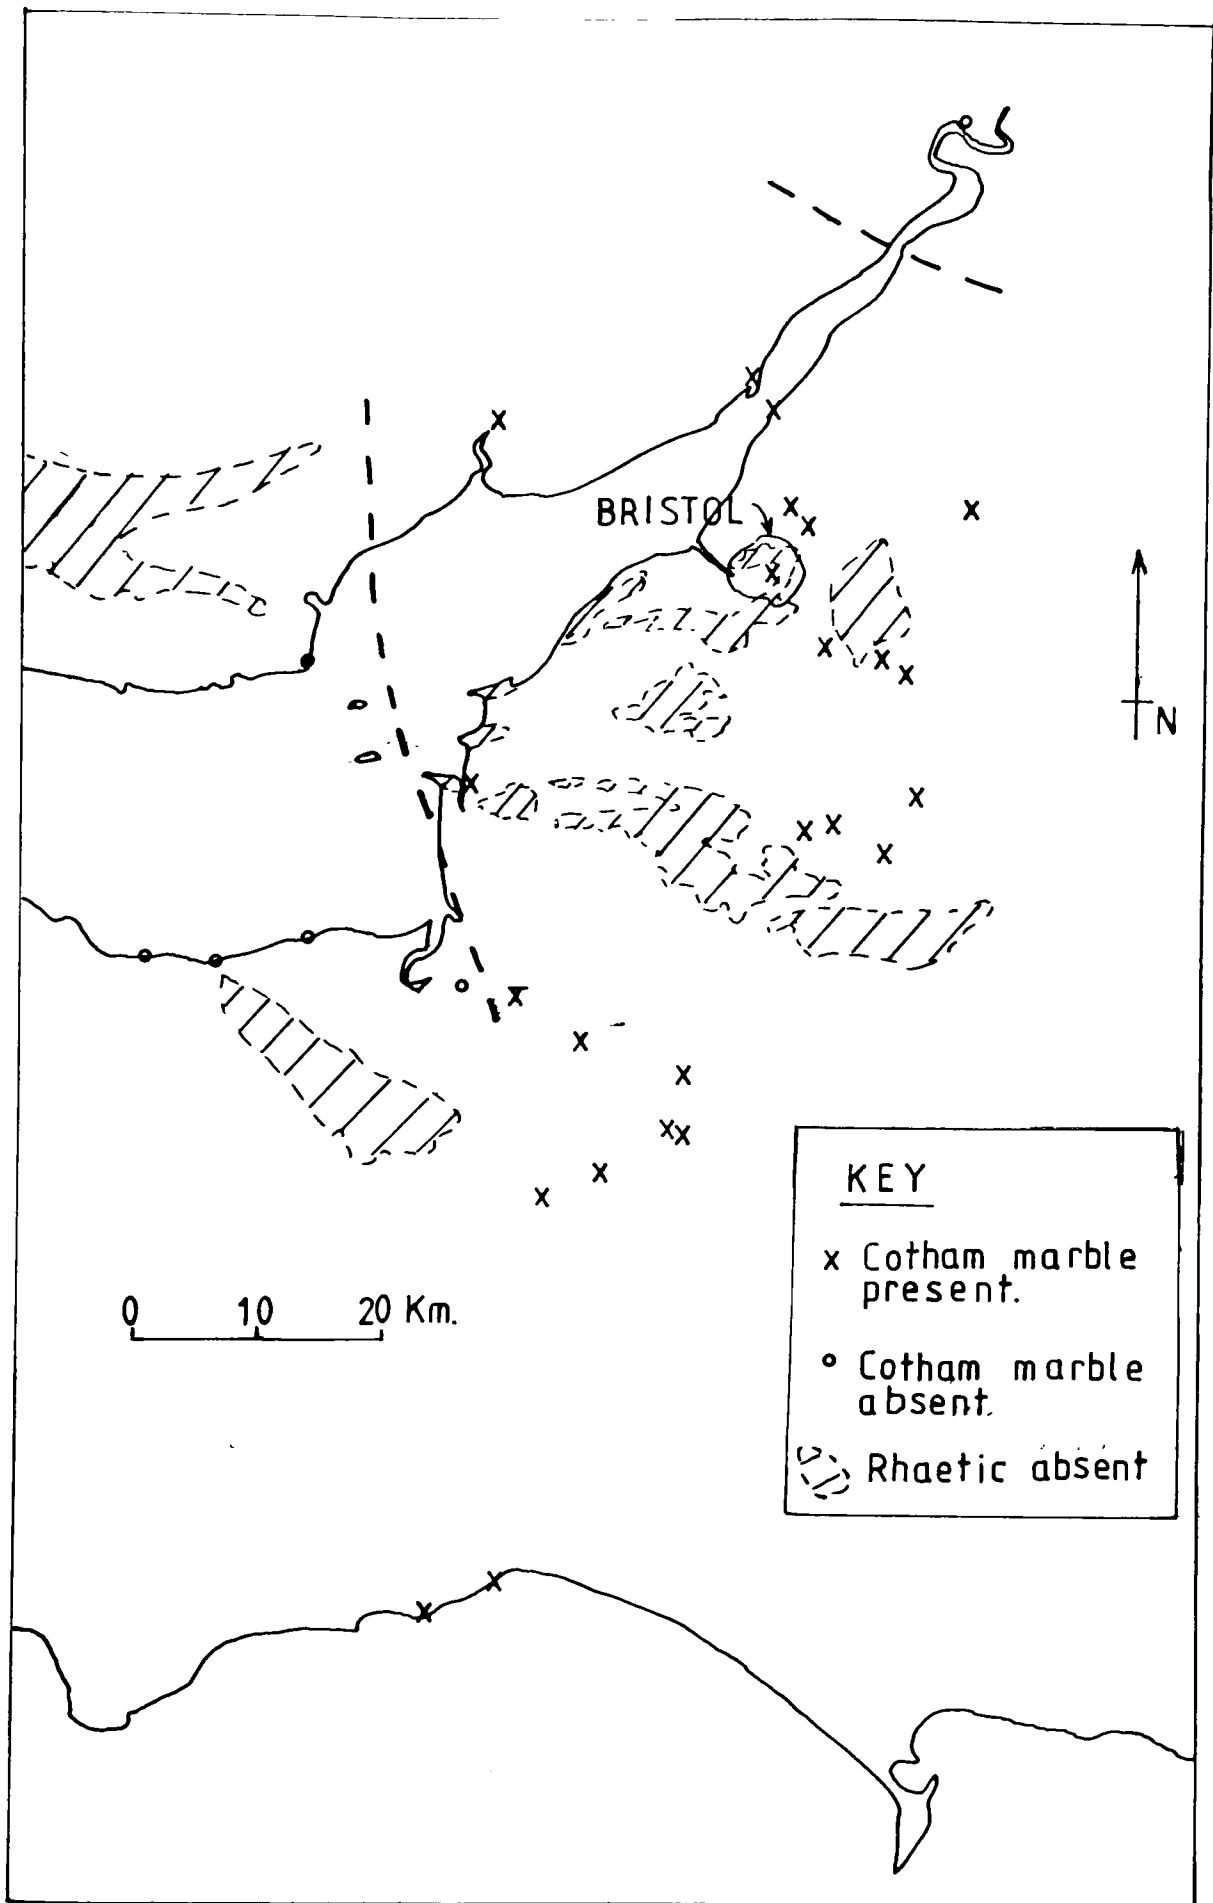 BRISTOL
N
KEY
x Cotham marble
present.
o Cotham marble
absent.
Rhaetic absent
0 10 20 Km.